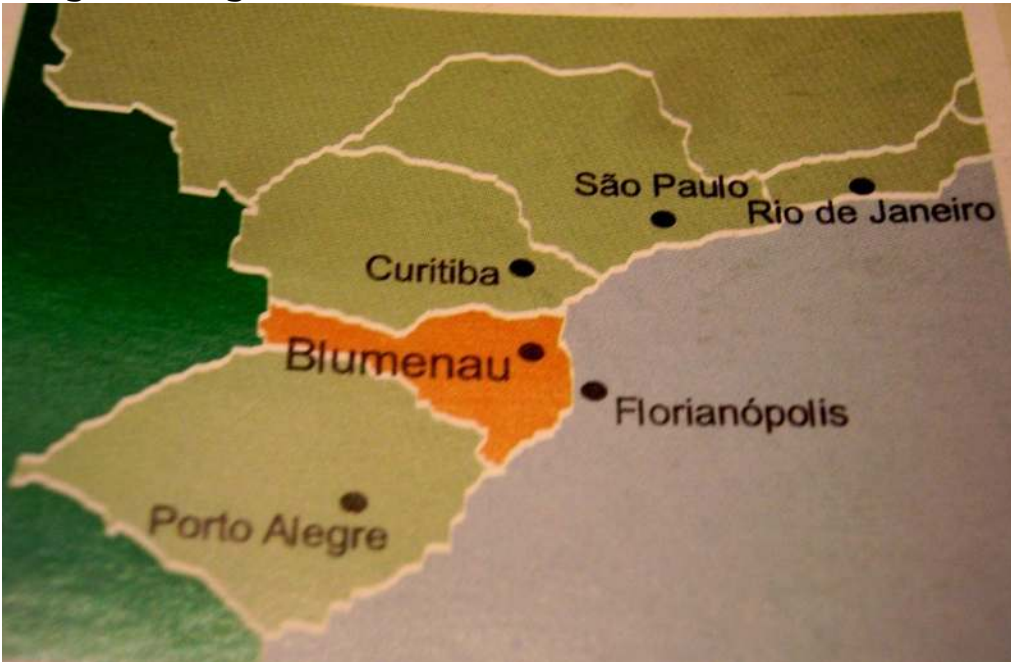 São Paulo
Rio de Janeiro
Curitiba
Blumenau
Florianópolis
Porto Alegre